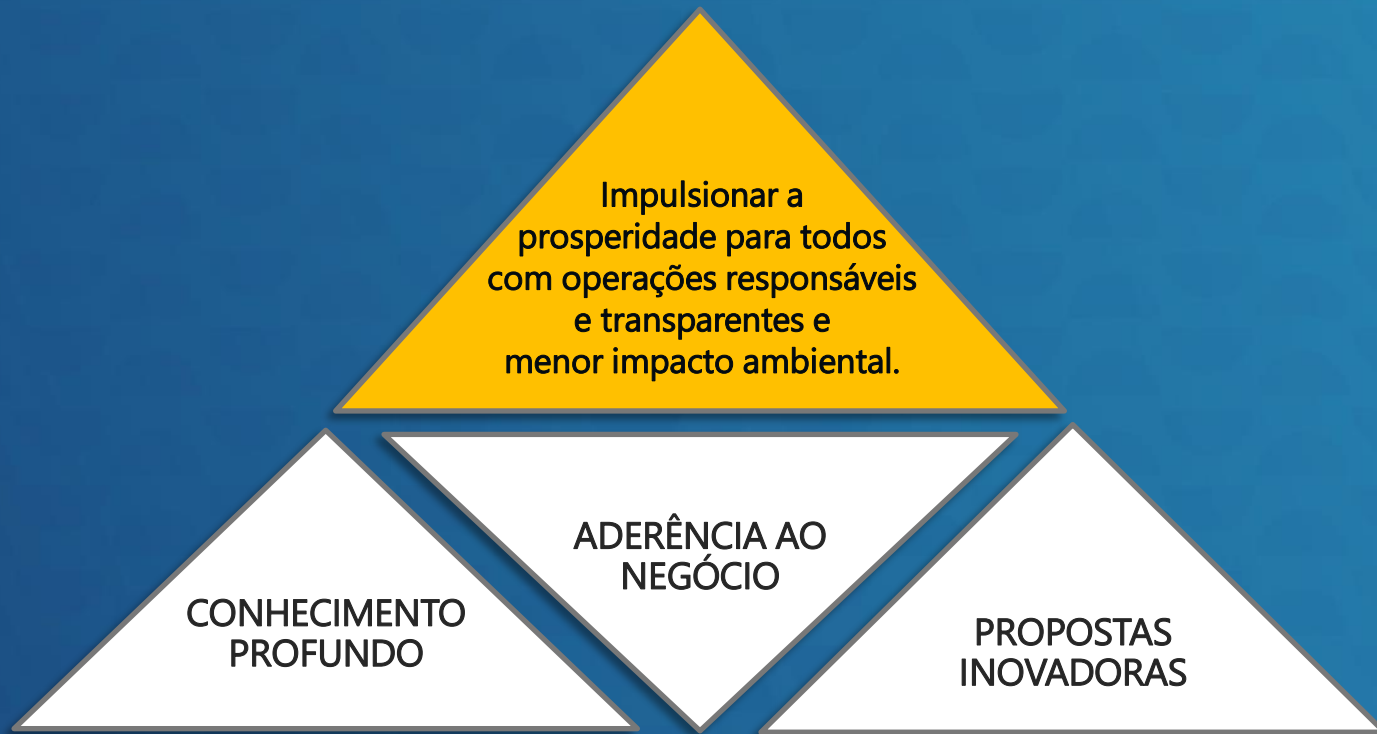 Impulsionar a
prosperidade para todos
com operações responsáveis
e transparentes e
menor impacto ambiental.
ADERÊNCIA AO
NEGÓCIO
CONHECIMENTO
PROFUNDO
PROPOSTAS
INOVADORAS